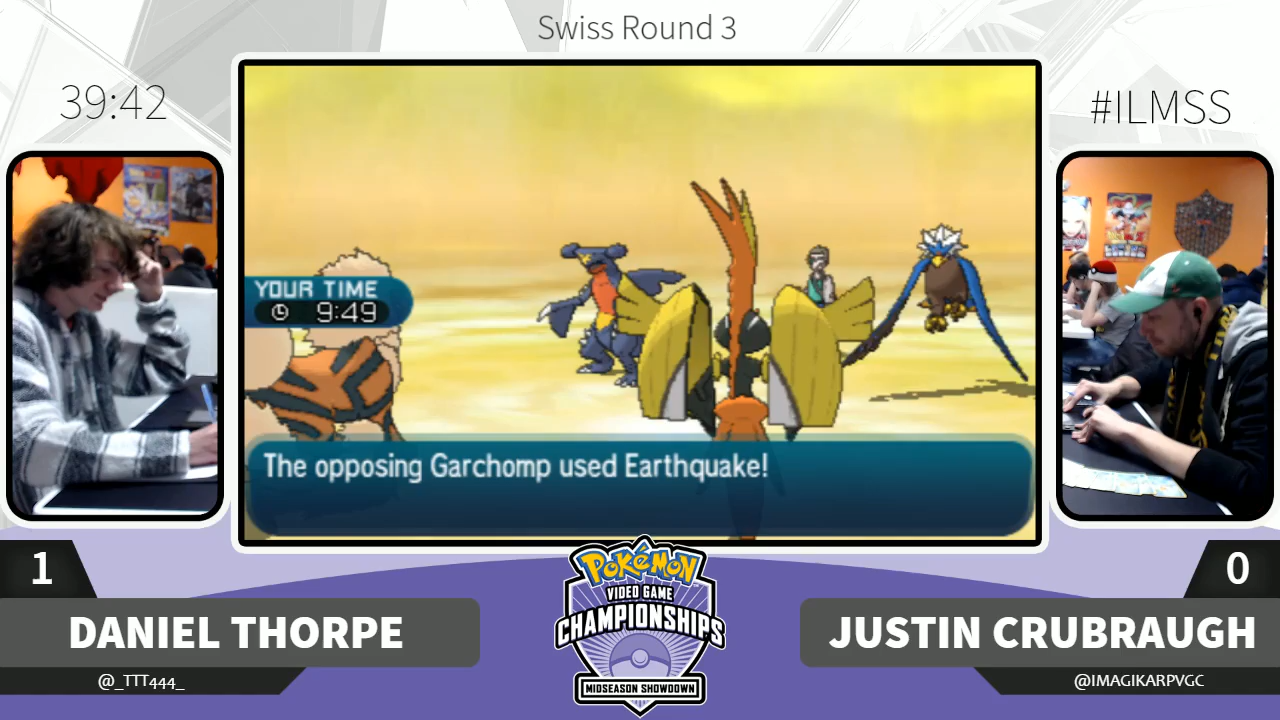 Swiss Round 3
39:42
#ILMSS
YOUR TIME
9:49
The opposing Garchomp used Earthquake!
1
0
DANIEL THORPE
JUSTIN CRUBRAUGH
@_TTT444_
@IMAGIKARPVGC
POKéMON
VIDEO GAME
CHAMPIONSHIPS
MIDSEASON SHOWDOWN